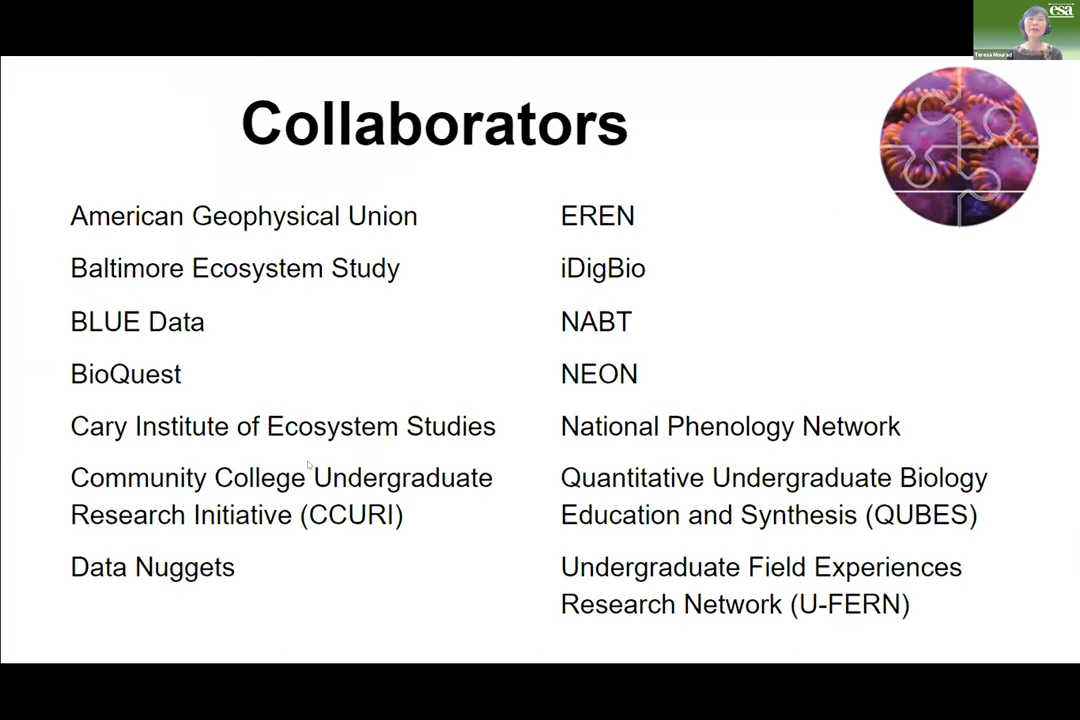 esa
Teresa Mourad
Collaborators
American Geophysical Union
Baltimore Ecosystem Study
BLUE Data
BioQuest
Cary Institute of Ecosystem Studies
Community College Undergraduate
Research Initiative (CCURI)
Data Nuggets
EREN
iDigBio
NABT
NEON
National Phenology Network
Quantitative Undergraduate Biology
Education and Synthesis (QUBES)
Undergraduate Field Experiences
Research Network (U-FERN)